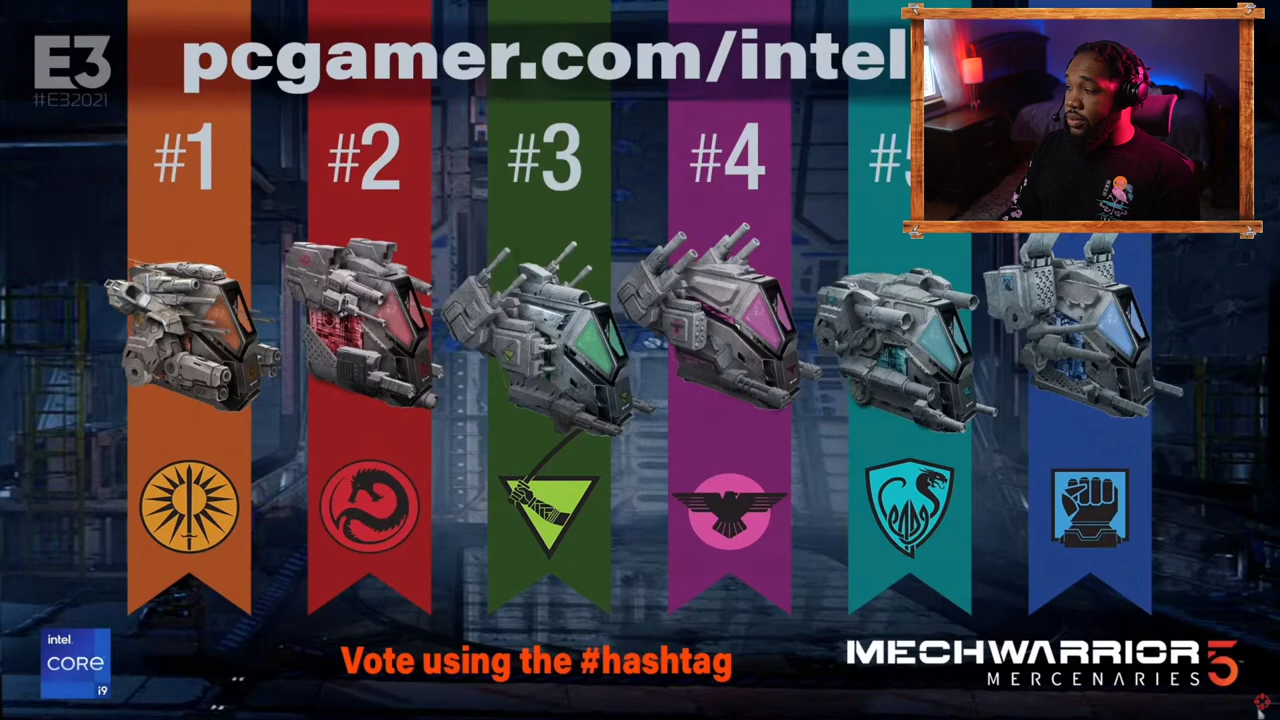 E3
#E32021
pcgamer.com/intel
#1
#2
#3
#4
intel
CORE
i9
Vote using the #hashtag
MECHWARRIOR 5
MERCENARIES